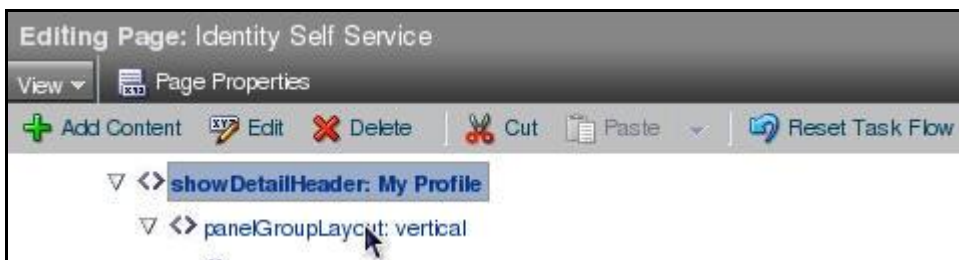 Editing Page: Identity Self Service
View Page Properties
Add Content Edit Delete Cut Paste Reset Task Flow
<> showDetailHeader: My Profile
<> panelGroupLayout: vertical